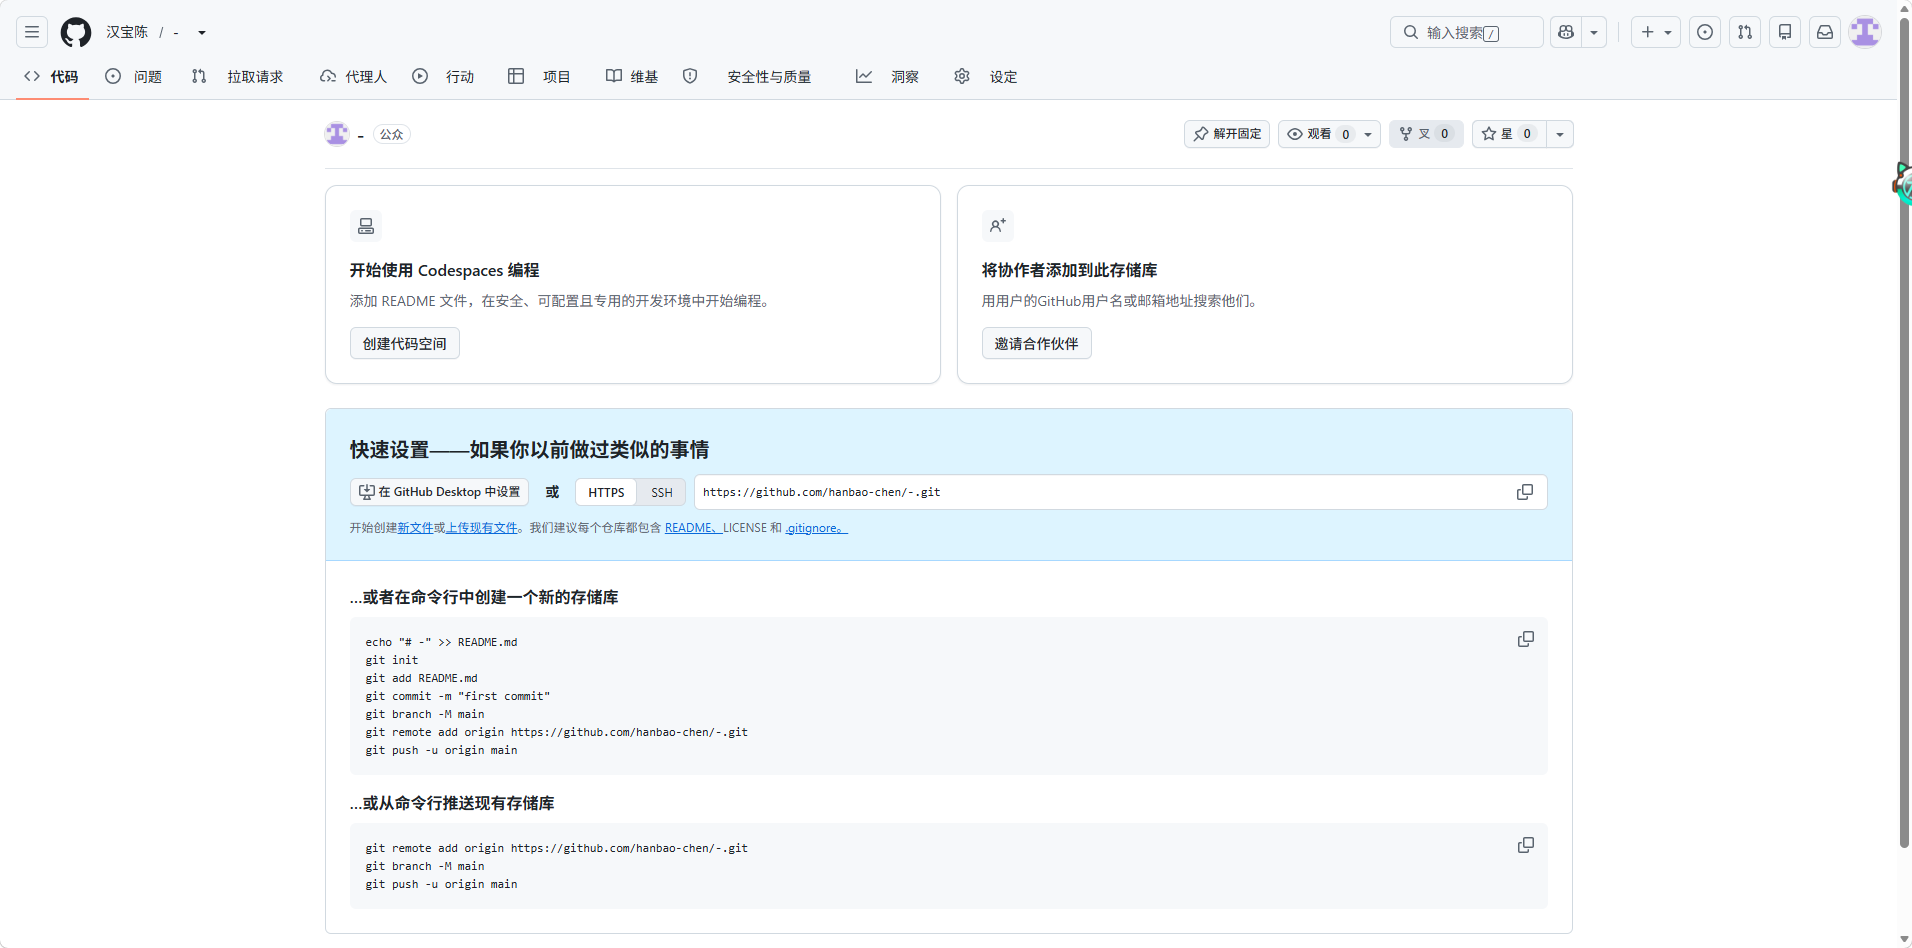 汉宝陈 / -
输入搜索 /
代码 问题 拉取请求 代理人 行动 项目 维基 安全性与质量 洞察 设定
- 公众
解开固定 观看 0 叉 0 星 0
开始使用 Codespaces 编程
添加 README 文件，在安全、可配置且专用的开发环境中开始编程。
创建代码空间
将协作者添加到此存储库
用用户的GitHub用户名或邮箱地址搜索他们。
邀请合作伙伴
快速设置——如果你以前做过类似的事情
在 GitHub Desktop 中设置 或 HTTPS SSH https://github.com/hanbao-chen/-.git
开始创建新文件或上传现有文件。我们建议每个仓库都包含 README、LICENSE 和 .gitignore。
...或者在命令行中创建一个新的存储库
echo "# -" >> README.md
git init
git add README.md
git commit -m "first commit"
git branch -M main
git remote add origin https://github.com/hanbao-chen/-.git
git push -u origin main
...或从命令行推送现有存储库
git remote add origin https://github.com/hanbao-chen/-.git
git branch -M main
git push -u origin main